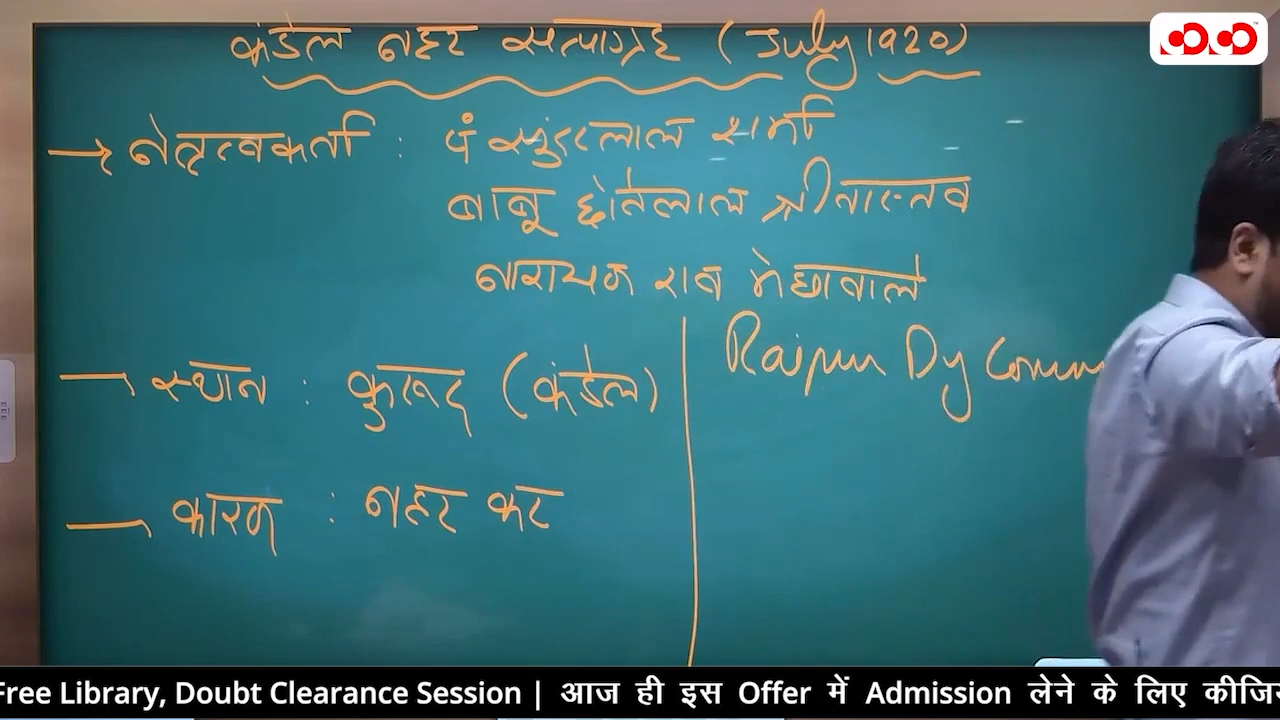 कंडेल नहर सत्याग्रह (July 1920)
→ नेतृत्वकर्ता : पं सुंदरलाल शर्मा
बाबू छोटेलाल श्रीवास्तव
नारायण राव मेघावाले
— स्थान : कुरूद (कंडेल)
Raipur Dy Comm
— कारण : नहर कर
Free Library, Doubt Clearance Session | आज ही इस Offer में Admission लेने के लिए